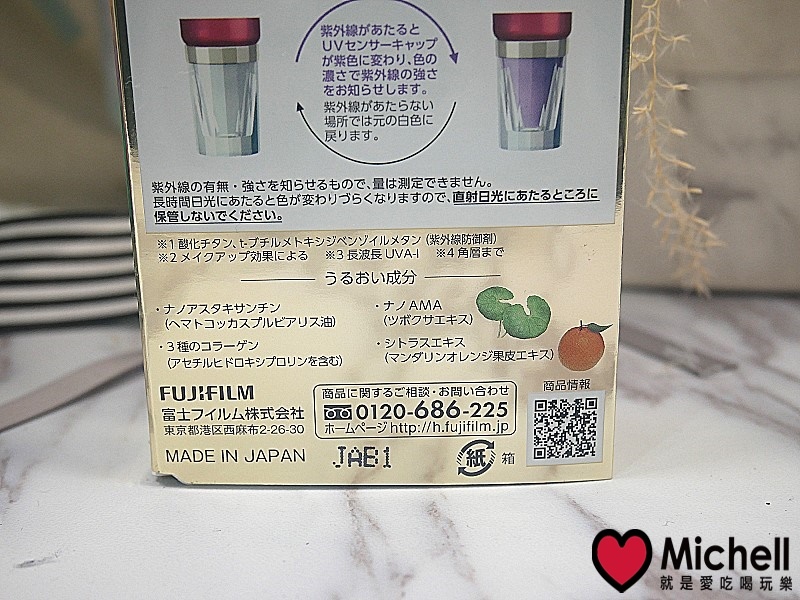 紫外線があたると
UVセンサーキャップ
が紫色に変わり、色の
濃さで紫外線の強さ
をお知らせします。
紫外線があたらない
場所では元の白色に
戻ります。
紫外線の有無・強さを知らせるもので、量は測定できません。
長時間日光にあたると色が変わりづらくなりますので、直射日光にあたるところに
保管しないでください。
※1 酸化チタン、t-ブチルメトキシジベンゾイルメタン（紫外線防御剤）
※2 メイクアップ効果による ※3 長波長 UVA-I ※4 角層まで
うるおい成分
・ナノアスタキサンチン
（ヘマトコッカスプルビアリス油）
・3種のコラーゲン
（アセチルヒドロキシプロリンを含む）
・ナノAMA
（ツボクサエキス）
・シトラスエキス
（マンダリンオレンジ果皮エキス）
FUJIFILM
富士フイルム株式会社
東京都港区西麻布2-26-30
商品に関するご相談・お問い合わせ
0120-686-225
ホームページ http://h.fujifilm.jp
商品情報
MADE IN JAPAN
JAB1
紙 箱
Michell
就是愛吃喝玩樂